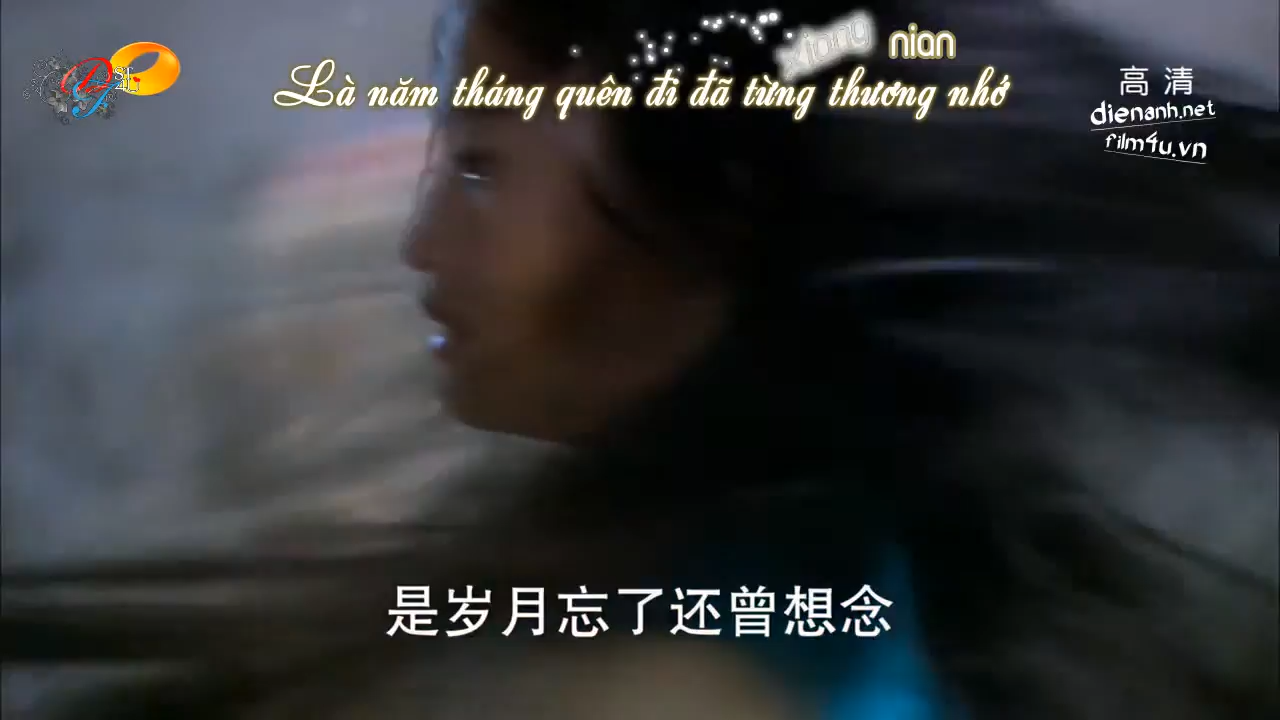 xiang nian
Là năm tháng quên đi đã từng thương nhớ
高清
dienanh.net
film4u.vn
是岁月忘了还曾想念